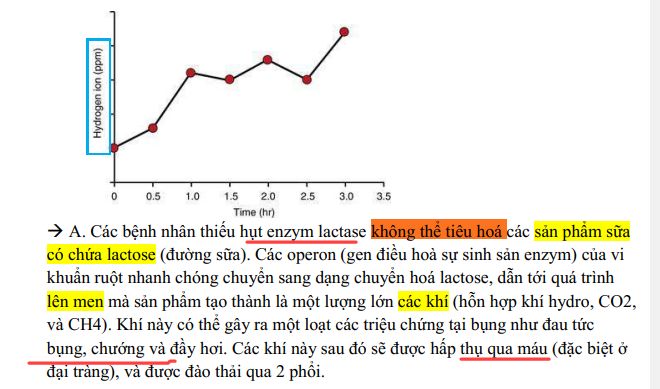 Hydrogen ion (ppm)
0 0.5 1.0 1.5 2.0 2.5 3.0 3.5
Time (hr)
→ A. Các bệnh nhân thiếu hụt enzym lactase không thể tiêu hoá các sản phẩm sữa
có chứa lactose (đường sữa). Các operon (gen điều hoà sự sinh sản enzym) của vi
khuẩn ruột nhanh chóng chuyển sang dạng chuyển hoá lactose, dẫn tới quá trình
lên men mà sản phẩm tạo thành là một lượng lớn các khí (hỗn hợp khí hydro, CO2,
và CH4). Khí này có thể gây ra một loạt các triệu chứng tại bụng như đau tức
bụng, chướng và đầy hơi. Các khí này sau đó sẽ được hấp thụ qua máu (đặc biệt ở
đại tràng), và được đào thải qua 2 phổi.